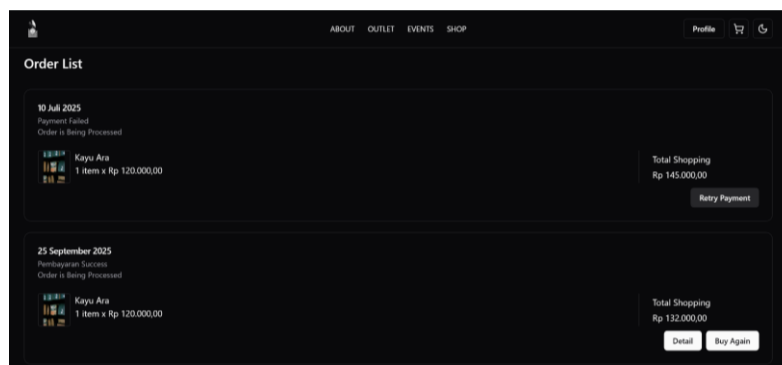 ABOUT OUTLET EVENTS SHOP Profile
Order List
10 Juli 2025
Payment Failed
Order is Being Processed
Kayu Ara
1 item x Rp 120.000,00
Total Shopping
Rp 145.000,00
Retry Payment
25 September 2025
Pembayaran Success
Order is Being Processed
Kayu Ara
1 item x Rp 120.000,00
Total Shopping
Rp 132.000,00
Detail Buy Again